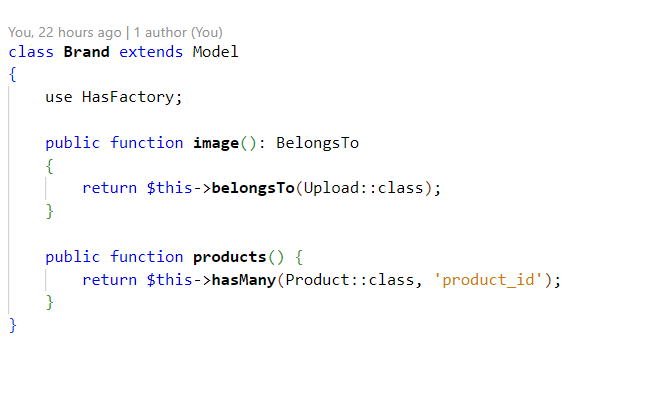 You, 22 hours ago | 1 author (You)
class Brand extends Model
{
    use HasFactory;

    public function image(): BelongsTo
    {
        return $this->belongsTo(Upload::class);
    }

    public function products() {
        return $this->hasMany(Product::class, 'product_id');
    }
}